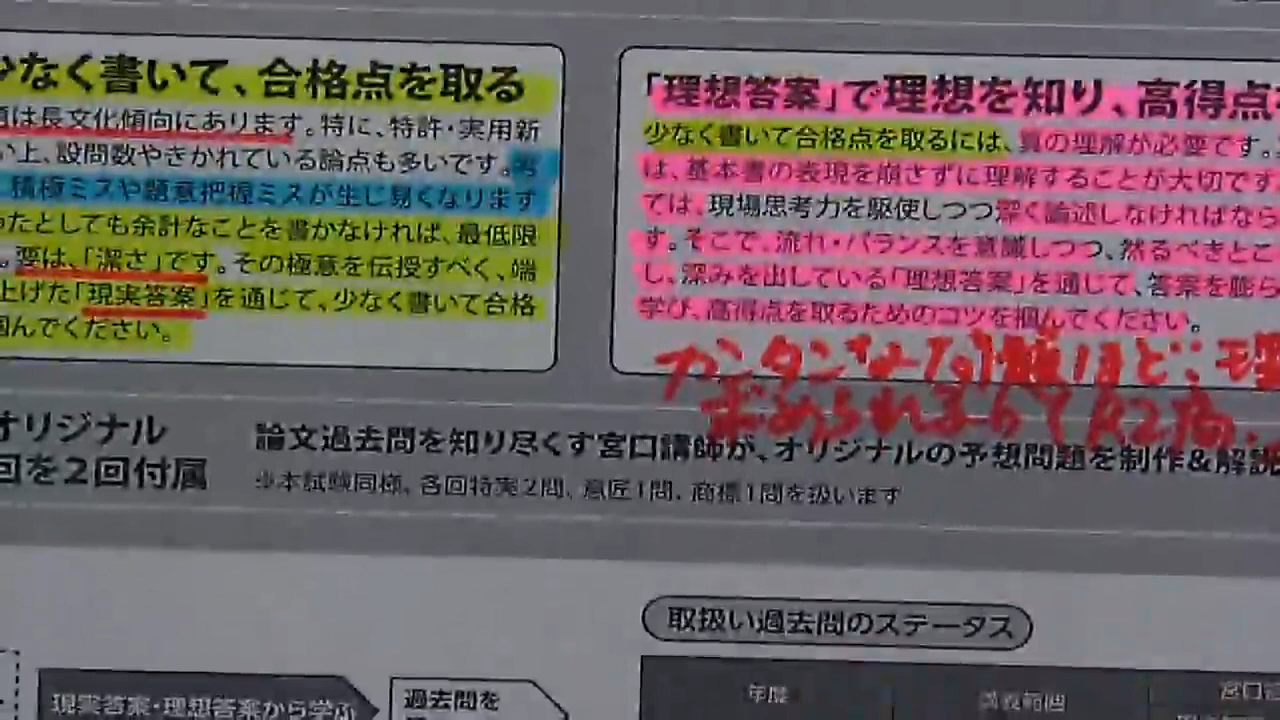 少なく書いて、合格点を取る
は長文化傾向にあります。特に、特許・実用新
い上、設問数やきかれている論点も多いです。
積極ミスや題意把握ミスが生じ易くなります
たとしても余計なことを書かなければ、最低限
。要は、「潔さ」です。その極意を伝授すべく、端
上げた「現実答案」を通じて、少なく書いて合格
掴んでください。
「理想答案」で理想を知り、高得点
少なく書いて合格点を取るには、真の理解が必要です。
は、基本書の表現を崩さずに理解することが大切です
ては、現場思考力を駆使しつつ深く論述しなければなら
す。そこで、流れ・バランスを意識しつつ、然るべきとこ
し、深みを出している「理想答案」を通じて、答案を膨ら
学び、高得点を取るためのコツを掴んでください。
カンタンな問題ほど、理
求められる
オリジナル
回を2回付属
論文過去問を知り尽くす宮口講師が、オリジナルの予想問題を制作&解説
※本試験同様、各回特実2問、意匠1問、商標1問を扱います
取扱い過去問のステータス
現実答案・理想答案から学ぶ
過去問を
年度
講義範囲
宮口